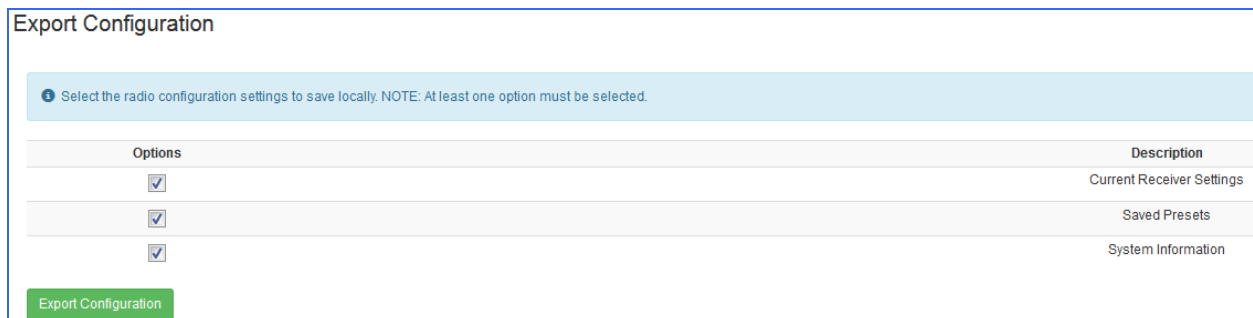 Export Configuration
Select the radio configuration settings to save locally. NOTE: At least one option must be selected.
Options Description
Current Receiver Settings
Saved Presets
System Information
Export Configuration